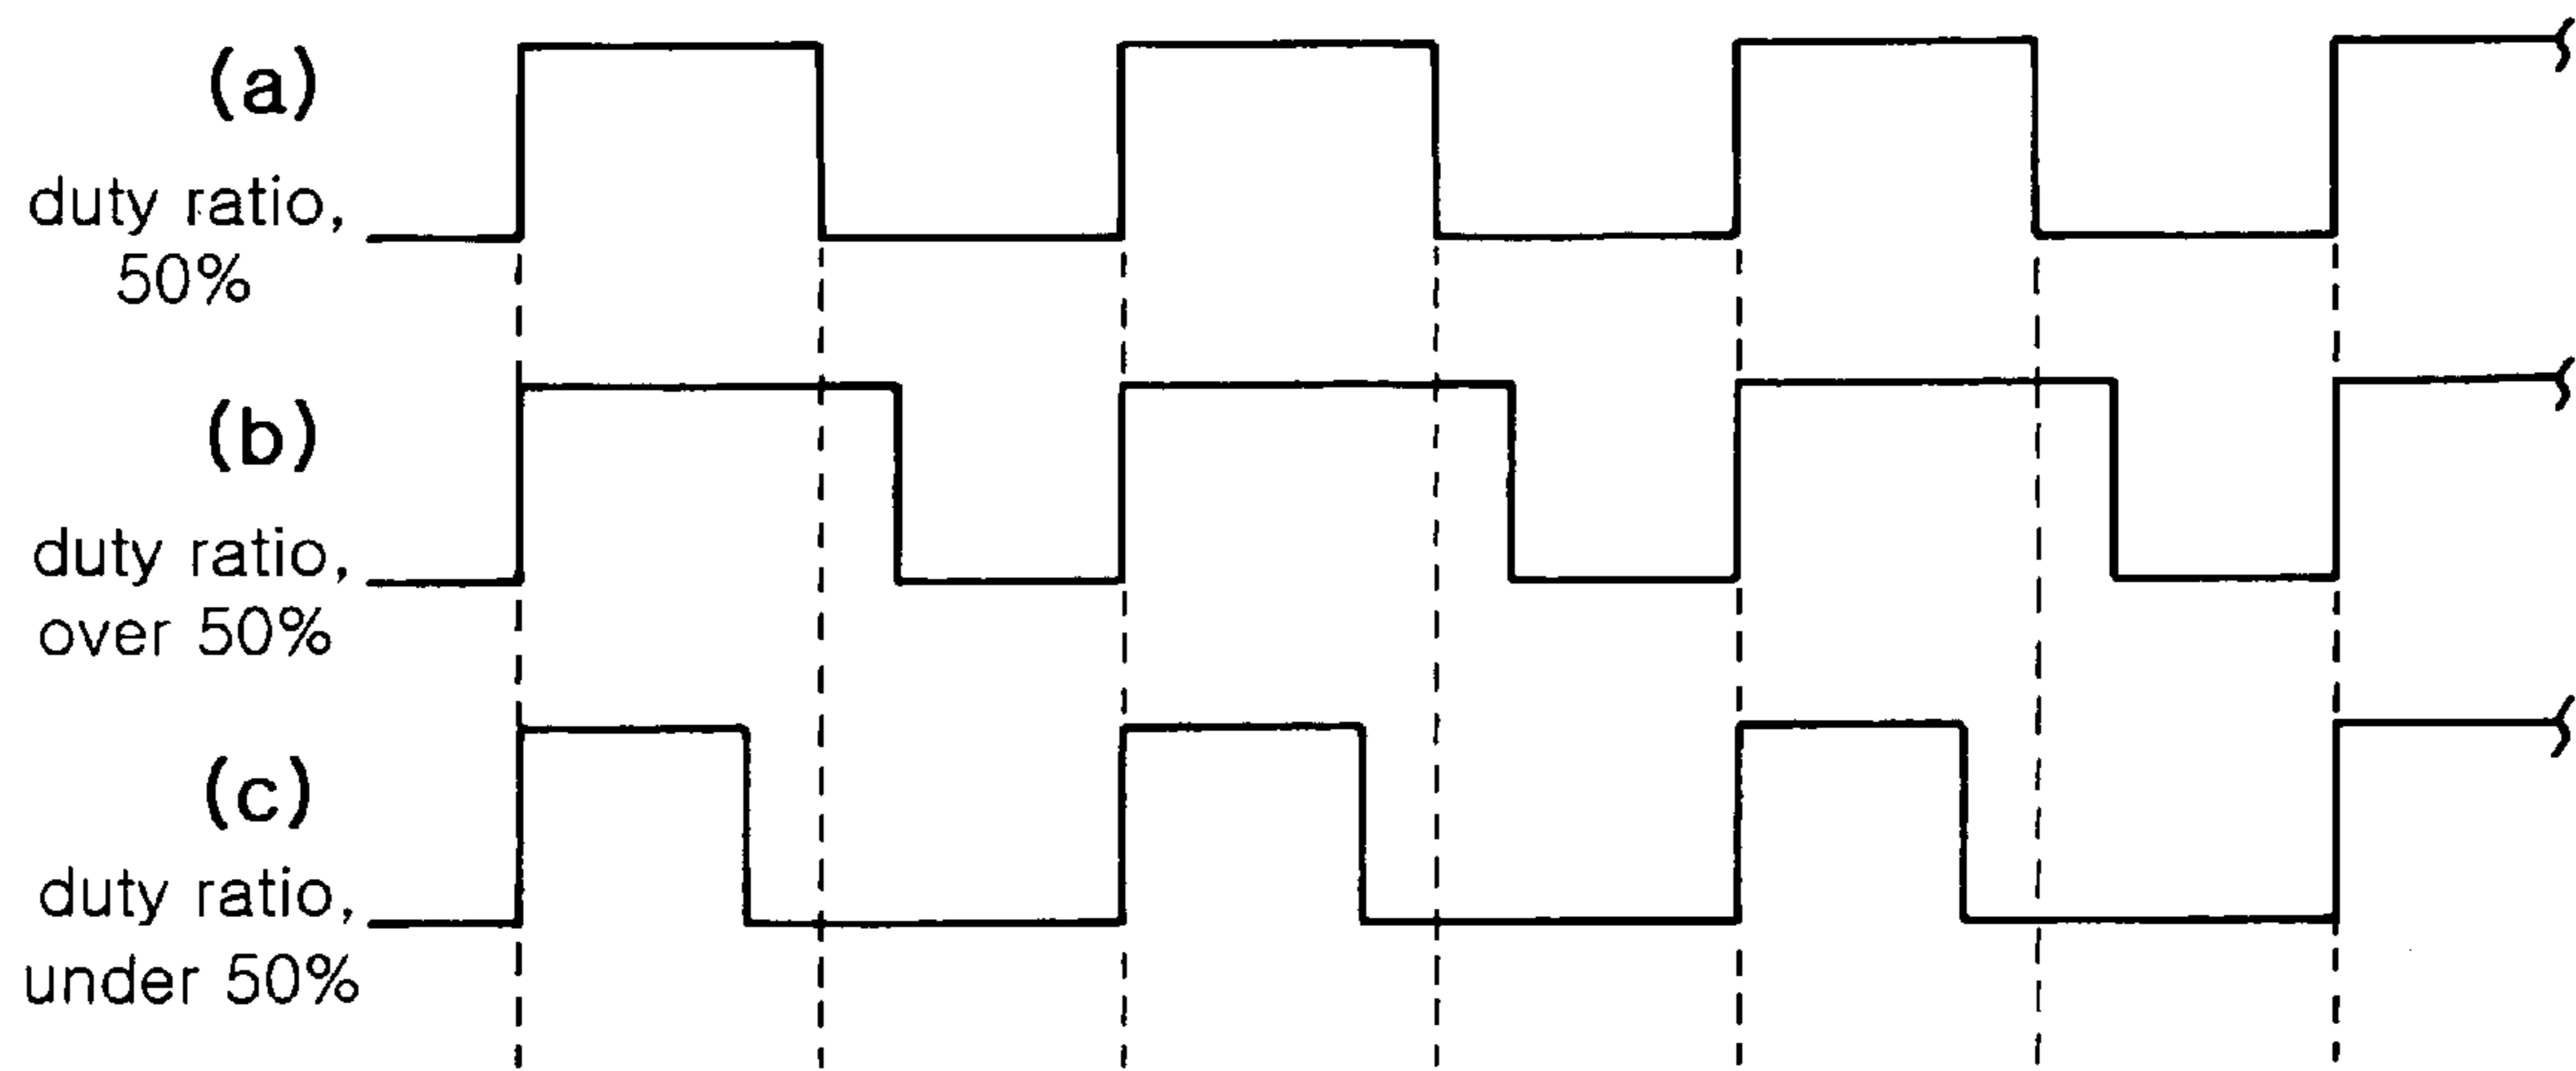 (a)
duty ratio,
50%
(b)
duty ratio,
over 50%
(c)
duty ratio,
under 50%